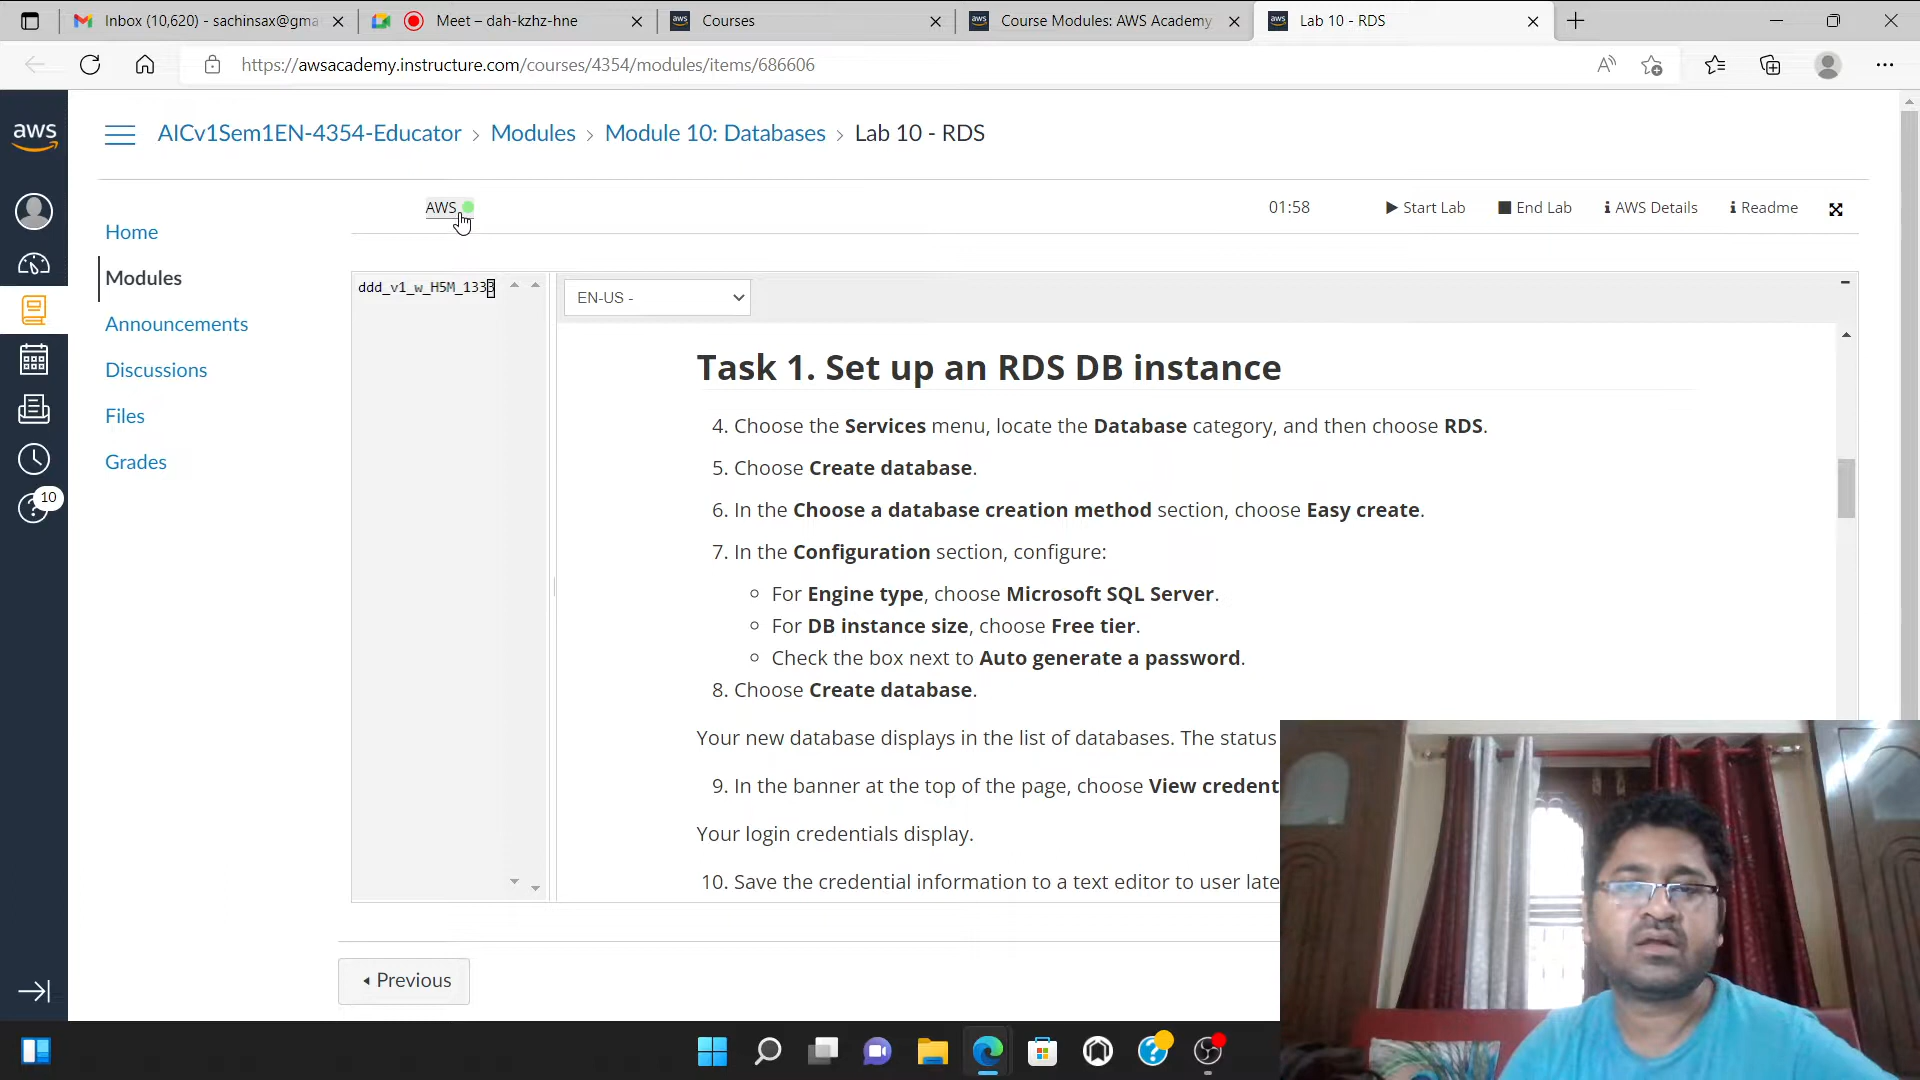 Inbox (10,620) - sachinsax@gma
Meet – dah-kzhz-hne
aws
Courses
aws
Course Modules: AWS Academy
aws
Lab 10 - RDS
https://awsacademy.instructure.com/courses/4354/modules/items/686606
aws
AICv1Sem1EN-4354-Educator › Modules › Module 10: Databases › Lab 10 - RDS
AWS
01:58
Start Lab
End Lab
AWS Details
Readme
Home
Modules
Announcements
Discussions
Files
Grades
10
ddd_v1_w_H5M_1333
EN-US -
Task 1. Set up an RDS DB instance
4. Choose the Services menu, locate the Database category, and then choose RDS.
5. Choose Create database.
6. In the Choose a database creation method section, choose Easy create.
7. In the Configuration section, configure:
For Engine type, choose Microsoft SQL Server.
For DB instance size, choose Free tier.
Check the box next to Auto generate a password.
8. Choose Create database.
Your new database displays in the list of databases. The status
9. In the banner at the top of the page, choose View credent
Your login credentials display.
10. Save the credential information to a text editor to user late
Previous